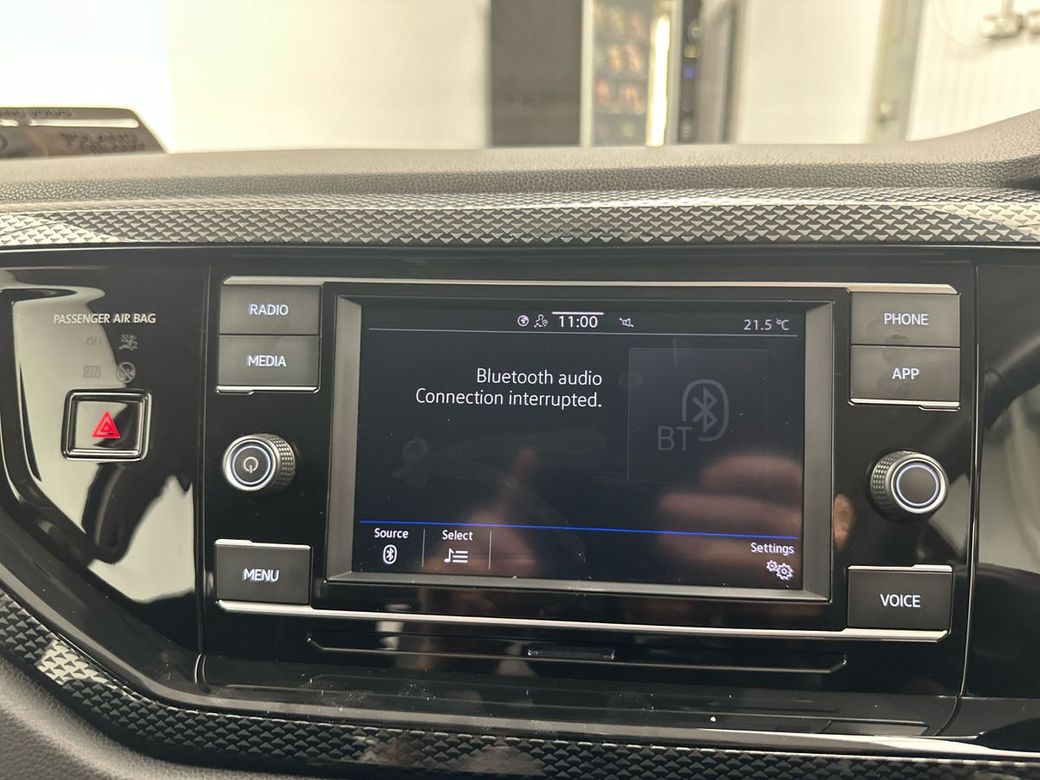 PASSENGER AIR BAG
RADIO
MEDIA
MENU
11:00
21.5 °C
Bluetooth audio
Connection interrupted.
BT
Source
Select
Settings
PHONE
APP
VOICE